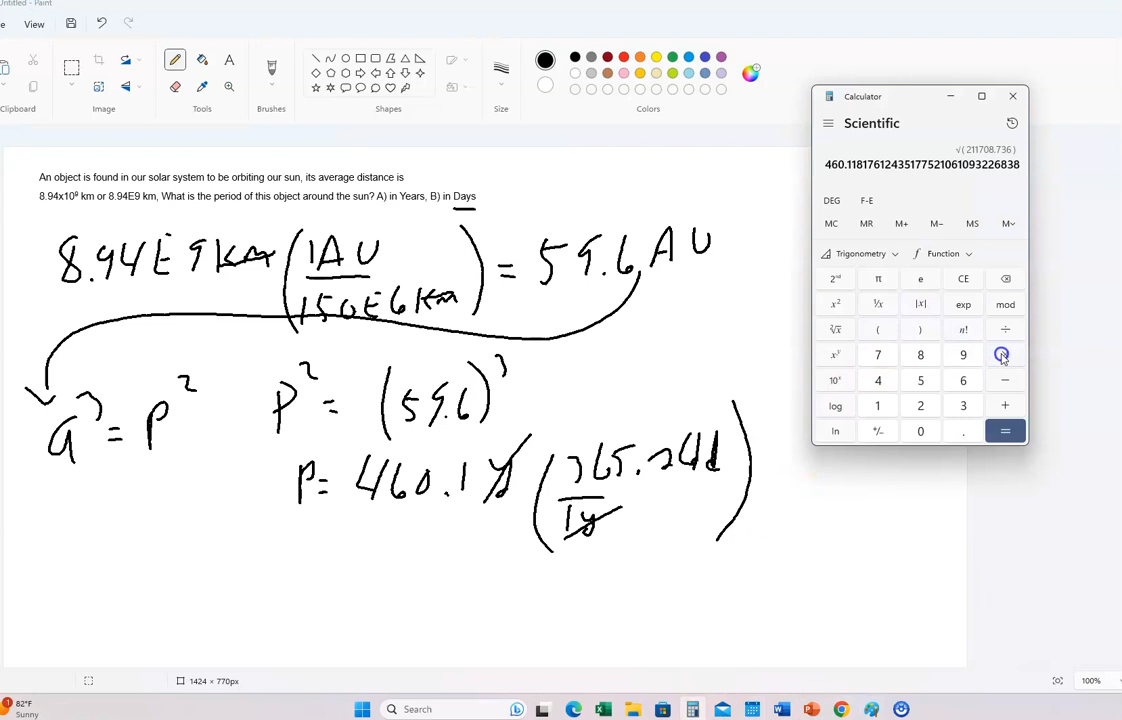 Untitled - Paint
e View
Clipboard Image Tools Brushes Shapes Size Colors
An object is found in our solar system to be orbiting our sun, its average distance is
8.94x10⁹ km or 8.94E9 km, What is the period of this object around the sun? A) in Years, B) in Days
8.94E9km (1AU / 150E6km) = 59.6 AU
a³ = p² P² = (59.6)³
P = 460.1 y (365.24d / 1y)
Calculator
Scientific
√( 211708.736 )
460.11817612435177521061093226838
DEG F-E
MC MR M+ M− MS M
Trigonometry f Function
2ⁿᵈ π e CE
x² ¹/x |x| exp mod
²√x ( ) n! ÷
xʸ 7 8 9
10ˣ 4 5 6 −
log 1 2 3 +
ln +/− 0 . =
1424 × 770px 100%
1 82°F
Sunny
Search